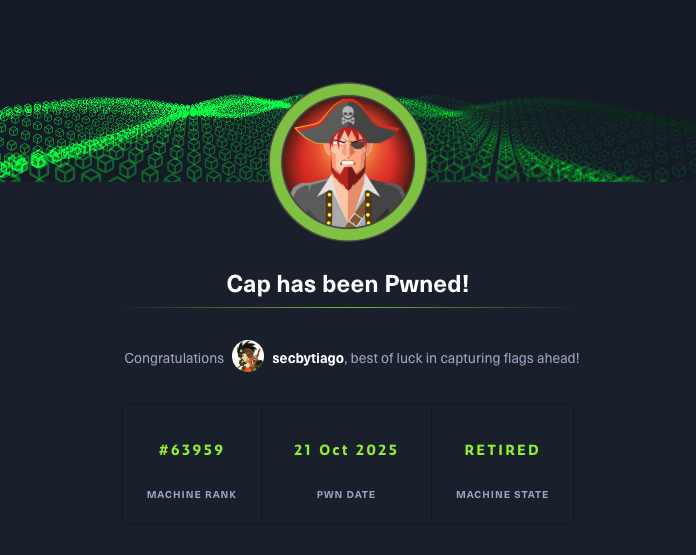 Cap has been Pwned!
Congratulations secbytiago, best of luck in capturing flags ahead!
#63959 21 Oct 2025 RETIRED
MACHINE RANK PWN DATE MACHINE STATE